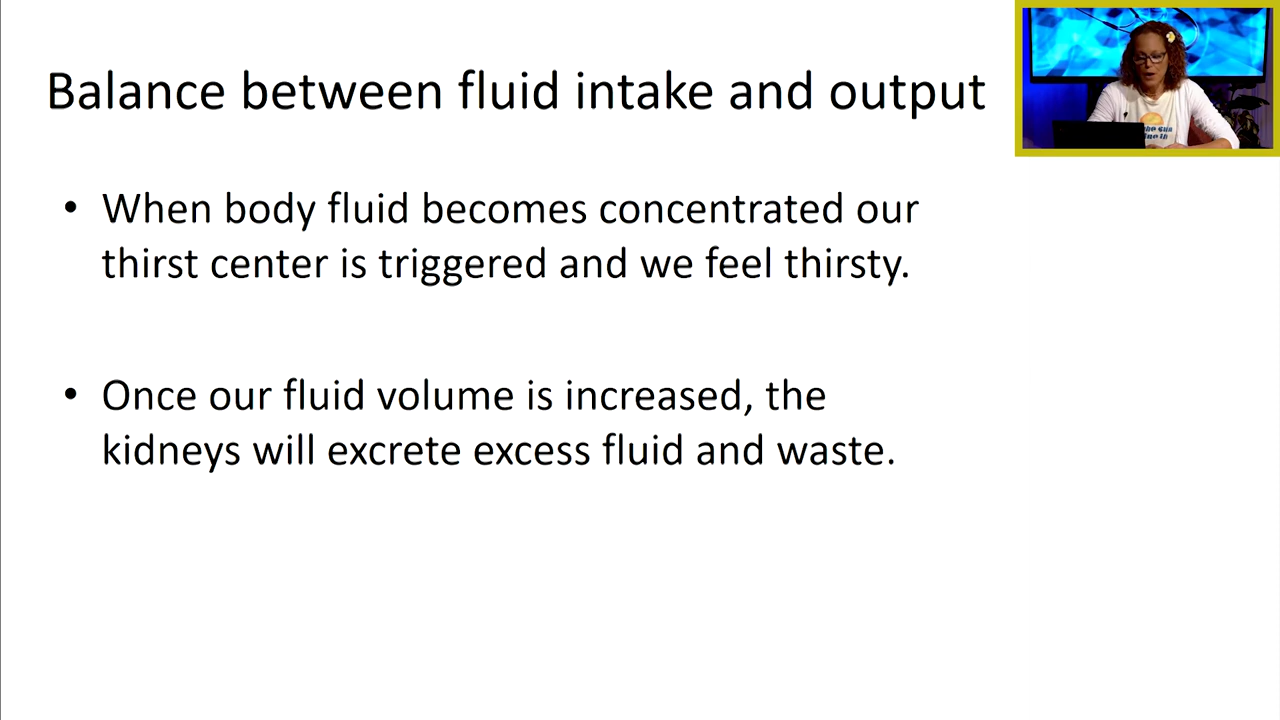 Balance between fluid intake and output
• When body fluid becomes concentrated our
thirst center is triggered and we feel thirsty.
• Once our fluid volume is increased, the
kidneys will excrete excess fluid and waste.